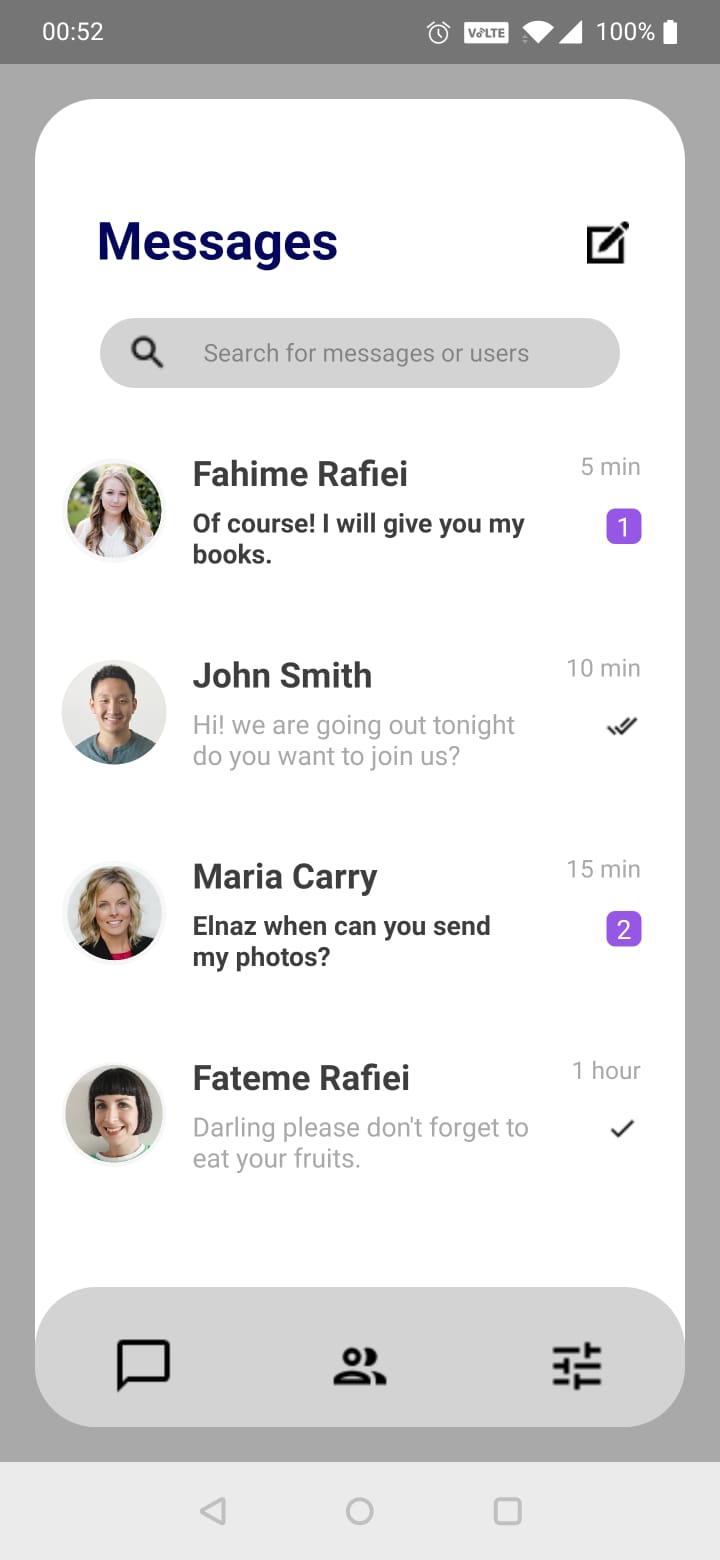 00:52
VoLTE
100%
Messages
Search for messages or users
Fahime Rafiei
5 min
Of course! I will give you my
books.
1
John Smith
10 min
Hi! we are going out tonight
do you want to join us?
Maria Carry
15 min
Elnaz when can you send
my photos?
2
Fateme Rafiei
1 hour
Darling please don't forget to
eat your fruits.